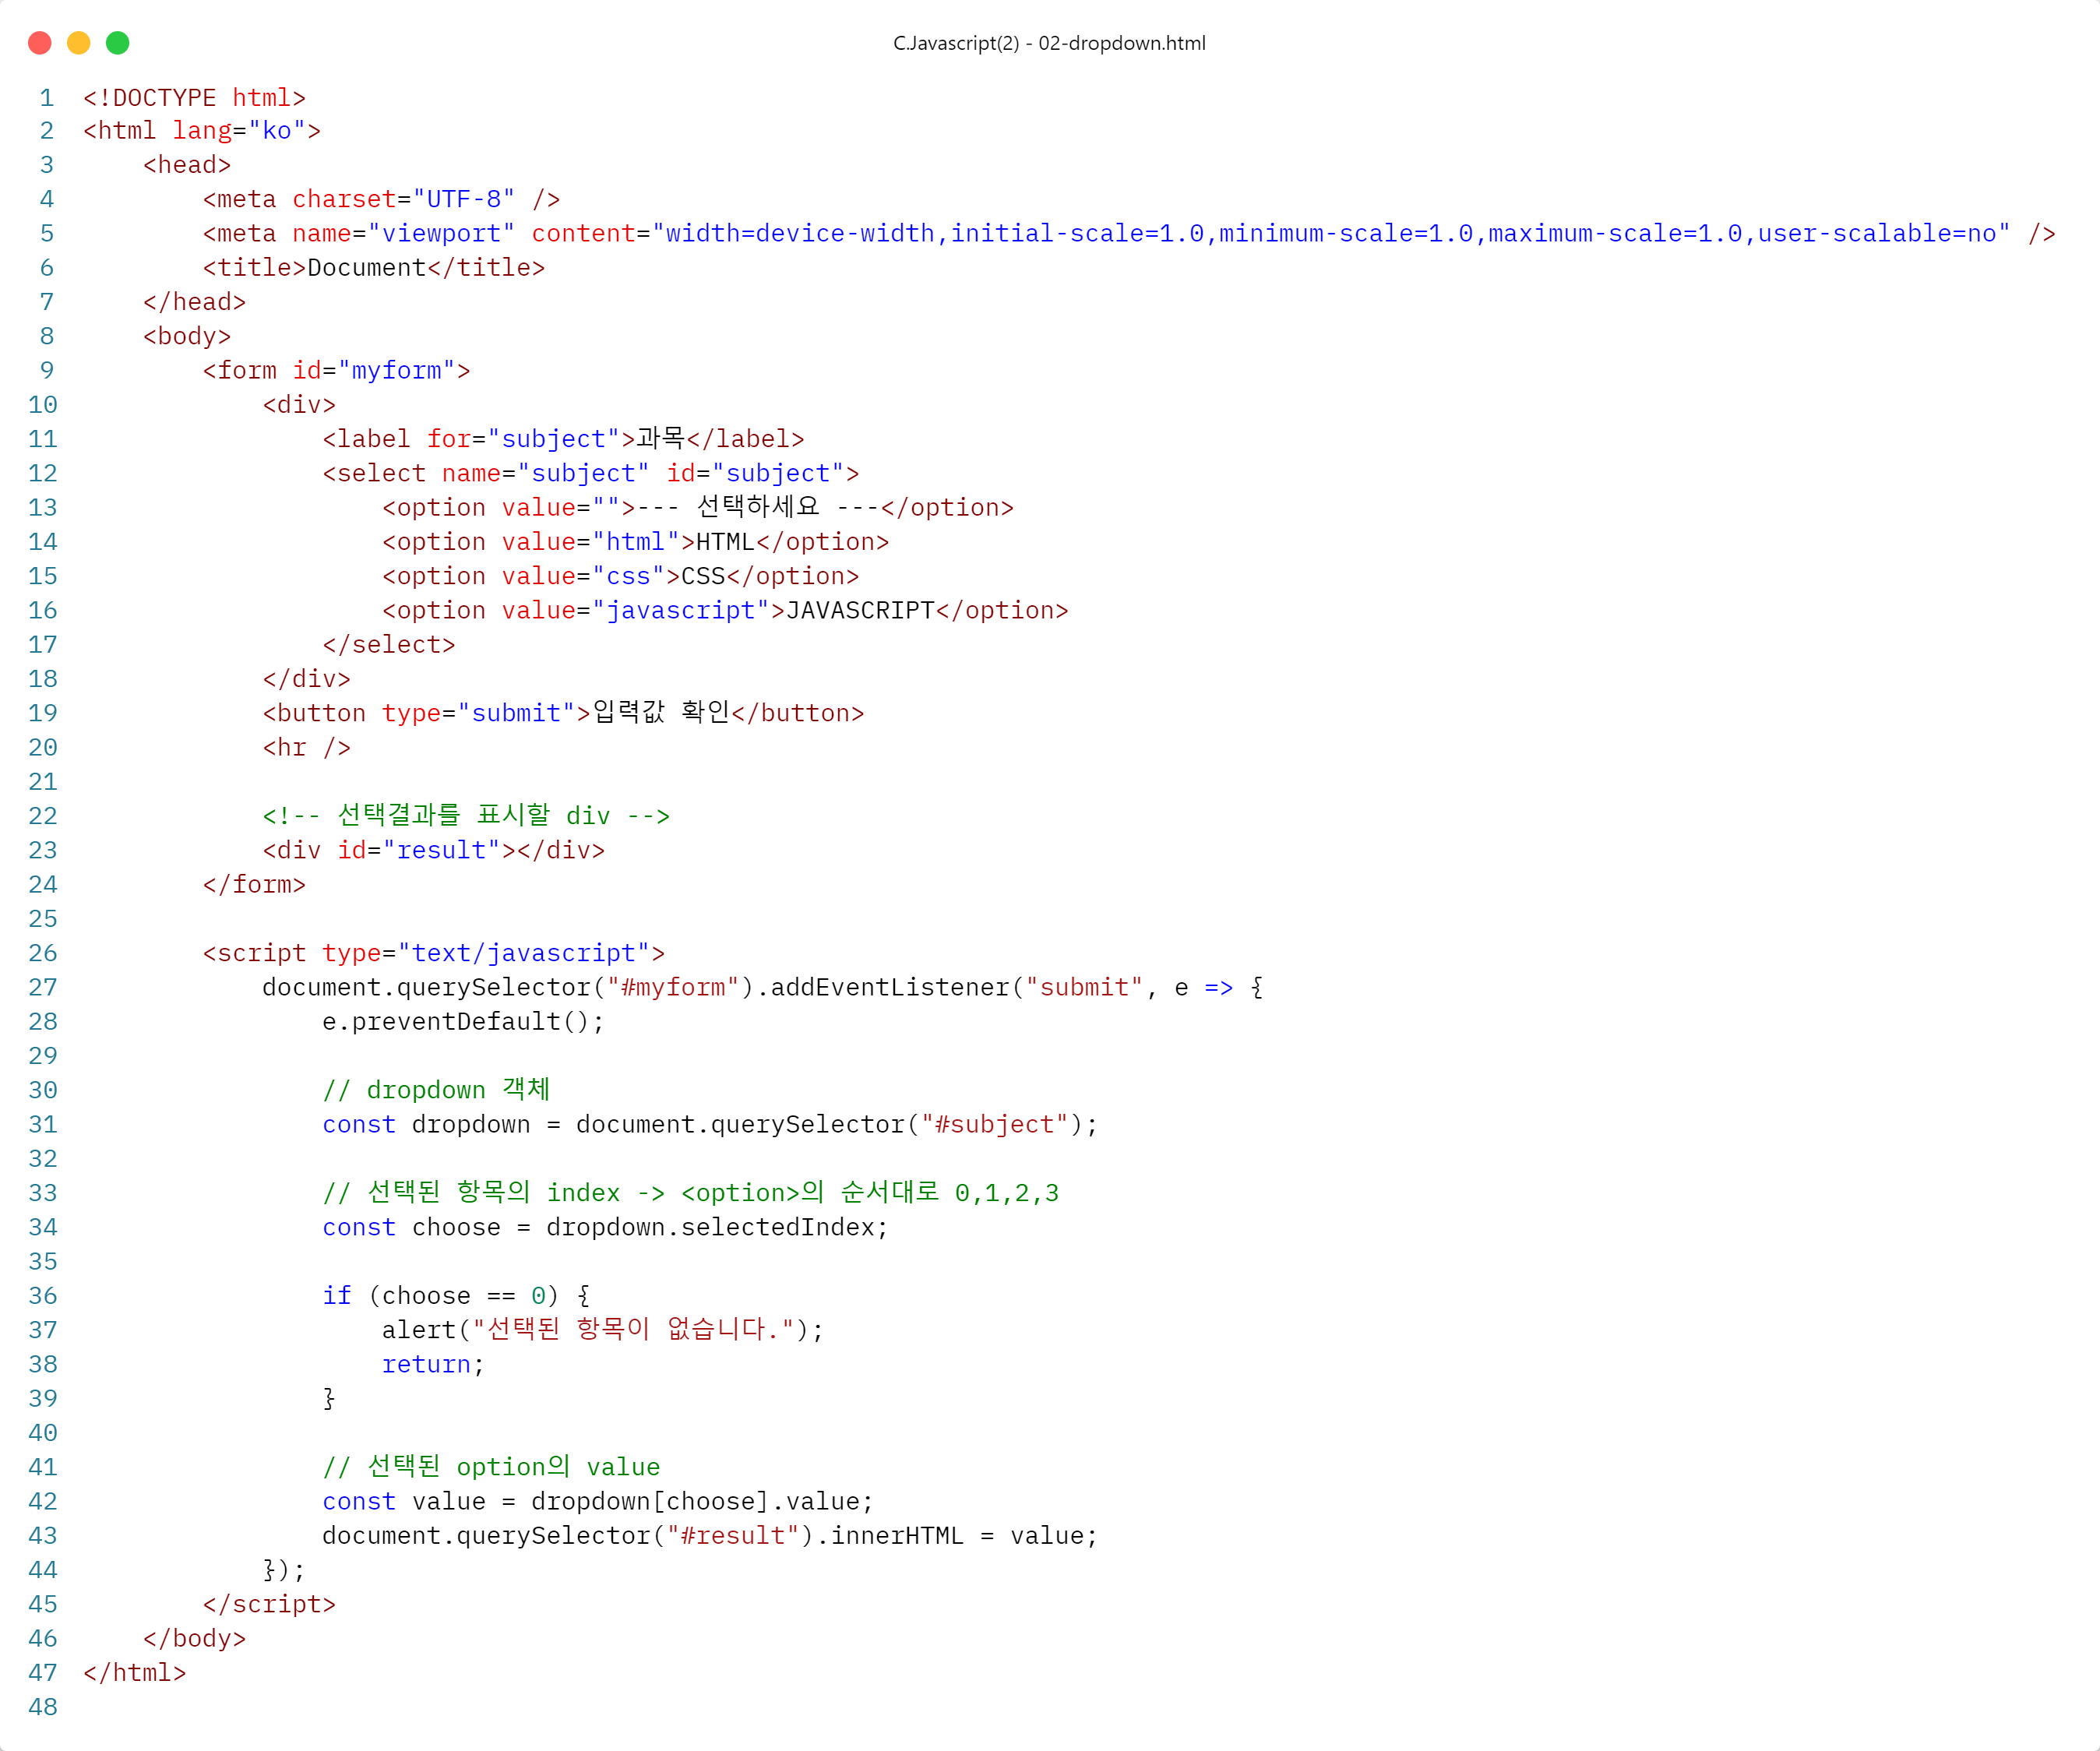 C.Javascript(2) - 02-dropdown.html
1 <!DOCTYPE html>
2 <html lang="ko">
3     <head>
4         <meta charset="UTF-8" />
5         <meta name="viewport" content="width=device-width,initial-scale=1.0,minimum-scale=1.0,maximum-scale=1.0,user-scalable=no" />
6         <title>Document</title>
7     </head>
8     <body>
9         <form id="myform">
10             <div>
11                 <label for="subject">과목</label>
12                 <select name="subject" id="subject">
13                     <option value="">--- 선택하세요 ---</option>
14                     <option value="html">HTML</option>
15                     <option value="css">CSS</option>
16                     <option value="javascript">JAVASCRIPT</option>
17                 </select>
18             </div>
19             <button type="submit">입력값 확인</button>
20             <hr />
21
22             <!-- 선택결과를 표시할 div -->
23             <div id="result"></div>
24         </form>
25
26         <script type="text/javascript">
27             document.querySelector("#myform").addEventListener("submit", e => {
28                 e.preventDefault();
29
30                 // dropdown 객체
31                 const dropdown = document.querySelector("#subject");
32
33                 // 선택된 항목의 index -> <option>의 순서대로 0,1,2,3
34                 const choose = dropdown.selectedIndex;
35
36                 if (choose == 0) {
37                     alert("선택된 항목이 없습니다.");
38                     return;
39                 }
40
41                 // 선택된 option의 value
42                 const value = dropdown[choose].value;
43                 document.querySelector("#result").innerHTML = value;
44             });
45         </script>
46     </body>
47 </html>
48